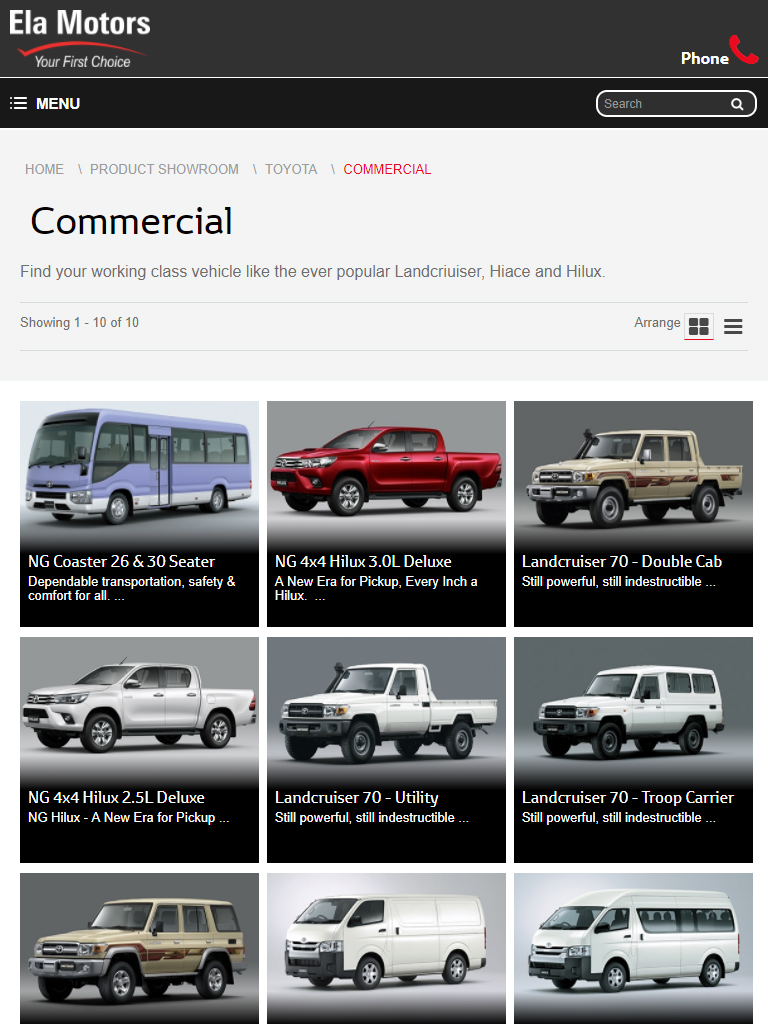 Ela Motors
Your First Choice
Phone
MENU
Search
HOME \ PRODUCT SHOWROOM \ TOYOTA \ COMMERCIAL
Commercial
Find your working class vehicle like the ever popular Landcriuiser, Hiace and Hilux.
Showing 1 - 10 of 10
Arrange
NG Coaster 26 & 30 Seater
Dependable transportation, safety &
comfort for all. ...
NG 4x4 Hilux 3.0L Deluxe
A New Era for Pickup, Every Inch a
Hilux.  ...
Landcruiser 70 - Double Cab
Still powerful, still indestructible ...
NG 4x4 Hilux 2.5L Deluxe
NG Hilux - A New Era for Pickup ...
Landcruiser 70 - Utility
Still powerful, still indestructible ...
Landcruiser 70 - Troop Carrier
Still powerful, still indestructible ...